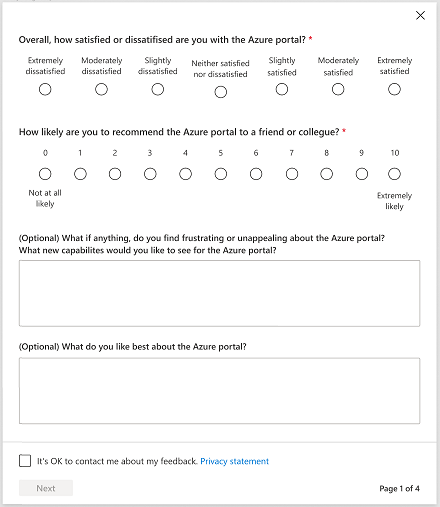 Overall, how satisfied or dissatifised are you with the Azure portal? *
Extremely dissatisfied
Moderately dissatisfied
Slightly dissatisfied
Neither satisfied nor dissatisfied
Slightly satisfied
Moderately satisfied
Extremely satisfied
How likely are you to recommend the Azure portal to a friend or collegue? *
0 1 2 3 4 5 6 7 8 9 10
Not at all likely
Extremely likely
(Optional) What if anything, do you find frustrating or unappealing about the Azure portal?
What new capabilites would you like to see for the Azure portal?
(Optional) What do you like best about the Azure portal?
It's OK to contact me about my feedback. Privacy statement
Next
Page 1 of 4